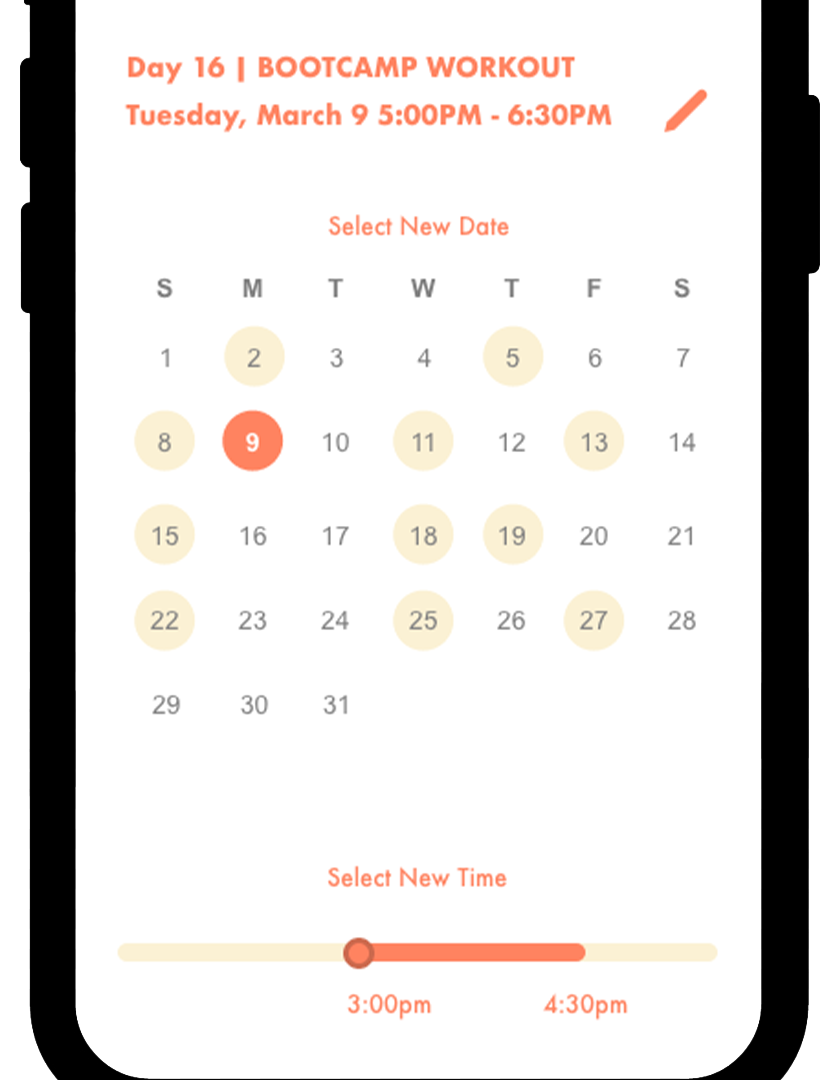 Day 16 | BOOTCAMP WORKOUT
Tuesday, March 9 5:00PM - 6:30PM
Select New Date
S M T W T F S
1 2 3 4 5 6 7
8 9 10 11 12 13 14
15 16 17 18 19 20 21
22 23 24 25 26 27 28
29 30 31
Select New Time
3:00pm 4:30pm